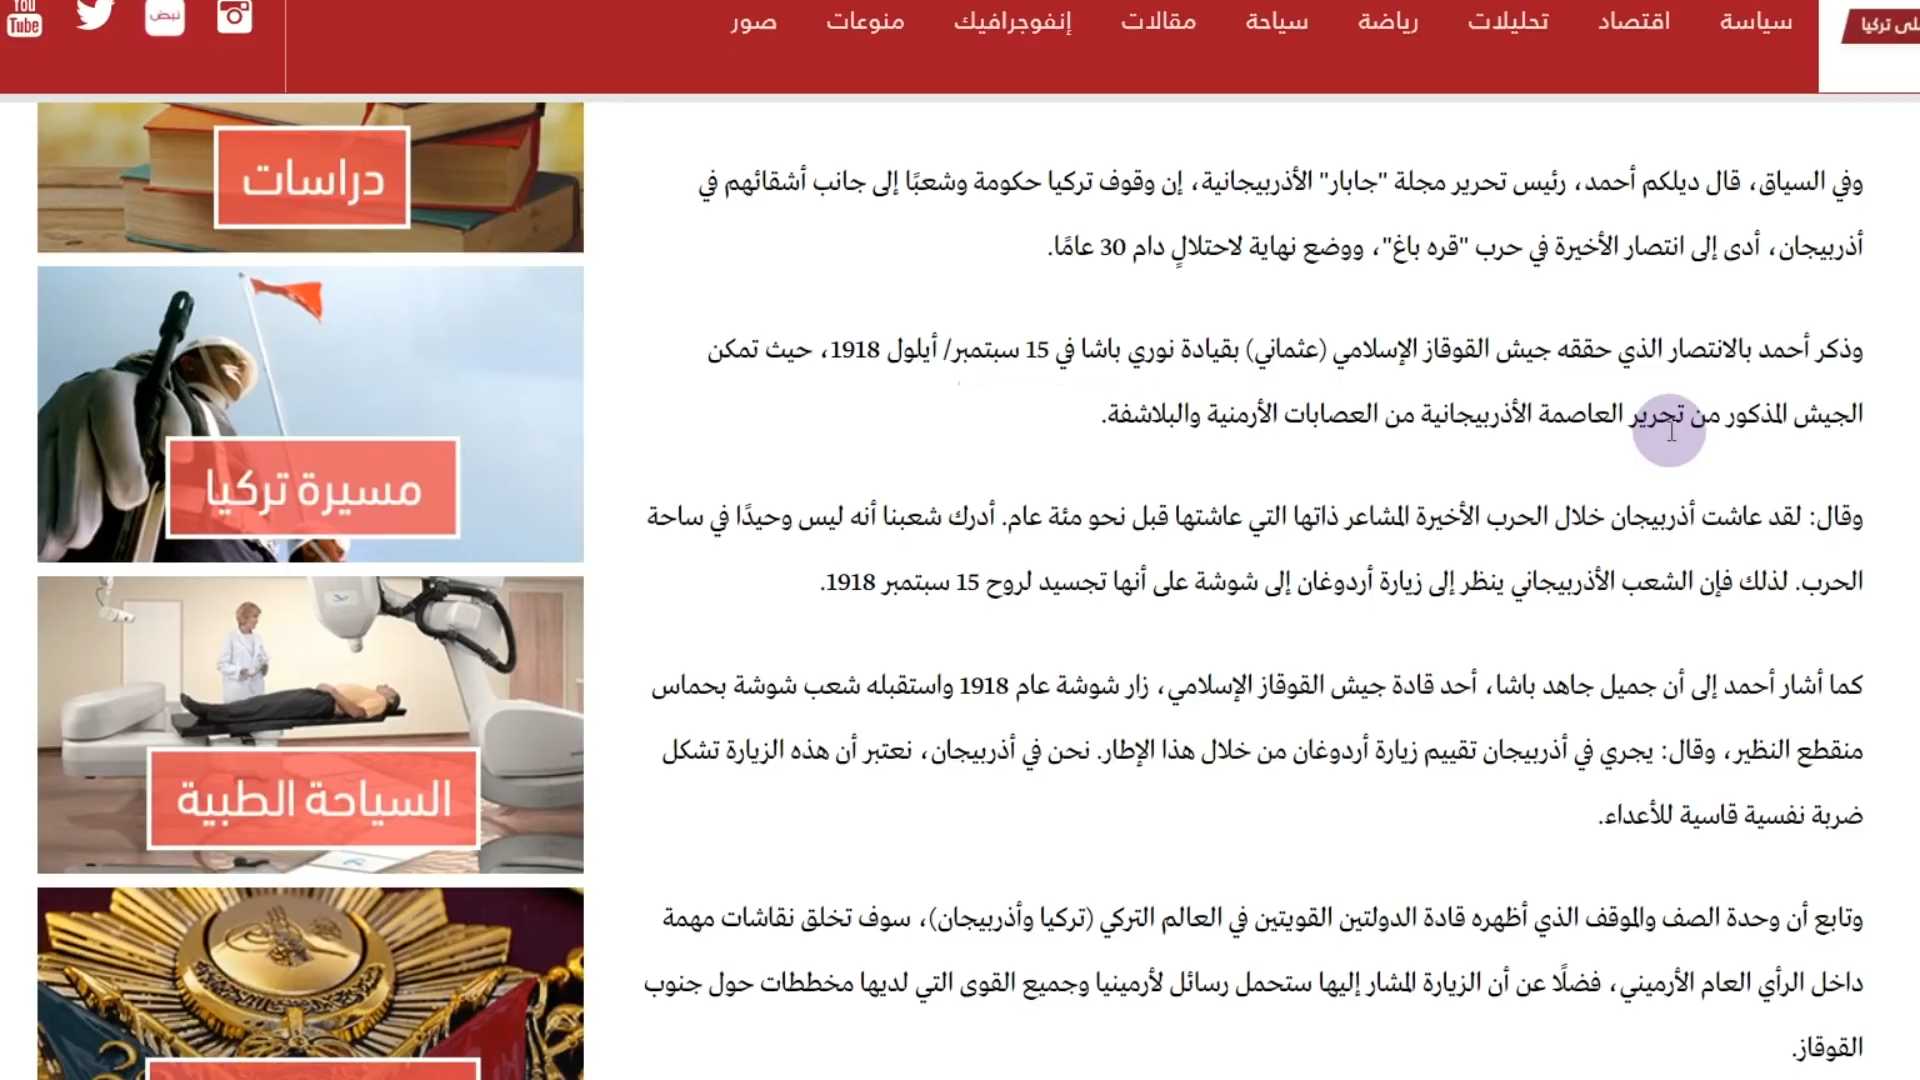 لى تركيا
سياسة
اقتصاد
تحليلات
رياضة
سياحة
مقالات
إنفوجرافيك
منوعات
صور
نبض
You
Tube
وفي السياق، قال ديلكم أحمد، رئيس تحرير مجلة "جابار" الأذربيجانية، إن وقوف تركيا حكومة وشعبًا إلى جانب أشقائهم في
أذربيجان، أدى إلى انتصار الأخيرة في حرب "قره باغ"، ووضع نهاية لاحتلالٍ دام 30 عامًا.
وذكر أحمد بالانتصار الذي حققه جيش القوقاز الإسلامي (عثماني) بقيادة نوري باشا في 15 سبتمبر/ أيلول 1918، حيث تمكن
الجيش المذكور من تحرير العاصمة الأذربيجانية من العصابات الأرمنية والبلاشفة.
وقال: لقد عاشت أذربيجان خلال الحرب الأخيرة المشاعر ذاتها التي عاشتها قبل نحو مئة عام. أدرك شعبنا أنه ليس وحيدًا في ساحة
الحرب. لذلك فإن الشعب الأذربيجاني ينظر إلى زيارة أردوغان إلى شوشة على أنها تجسيد لروح 15 سبتمبر 1918.
كما أشار أحمد إلى أن جميل جاهد باشا، أحد قادة جيش القوقاز الإسلامي، زار شوشة عام 1918 واستقبله شعب شوشة بحماس
منقطع النظير، وقال: يجري في أذربيجان تقييم زيارة أردوغان من خلال هذا الإطار. نحن في أذربيجان، نعتبر أن هذه الزيارة تشكل
ضربة نفسية قاسية للأعداء.
وتابع أن وحدة الصف والموقف الذي أظهره قادة الدولتين القويتين في العالم التركي (تركيا وأذربيجان)، سوف تخلق نقاشات مهمة
داخل الرأي العام الأرميني، فضلًا عن أن الزيارة المشار إليها ستحمل رسائل لأرمينيا وجميع القوى التي لديها مخططات حول جنوب
القوقاز.
دراسات
مسيرة تركيا
السياحة الطبية